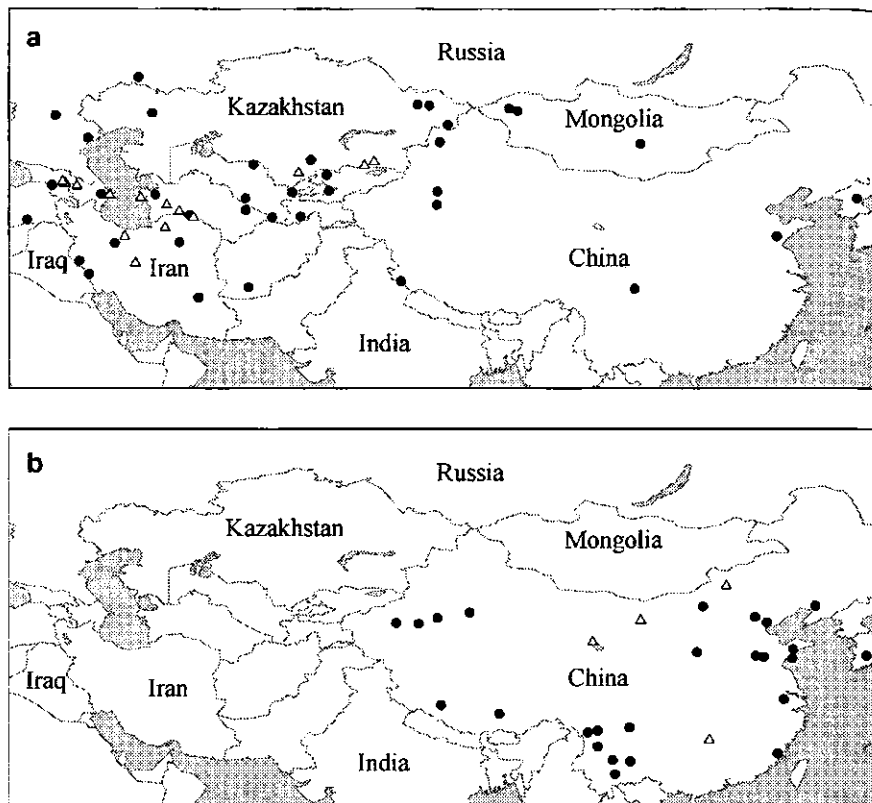 a
Russia
Kazakhstan
Mongolia
China
Iraq
Iran
India
b
Russia
Kazakhstan
Mongolia
China
Iraq
Iran
India